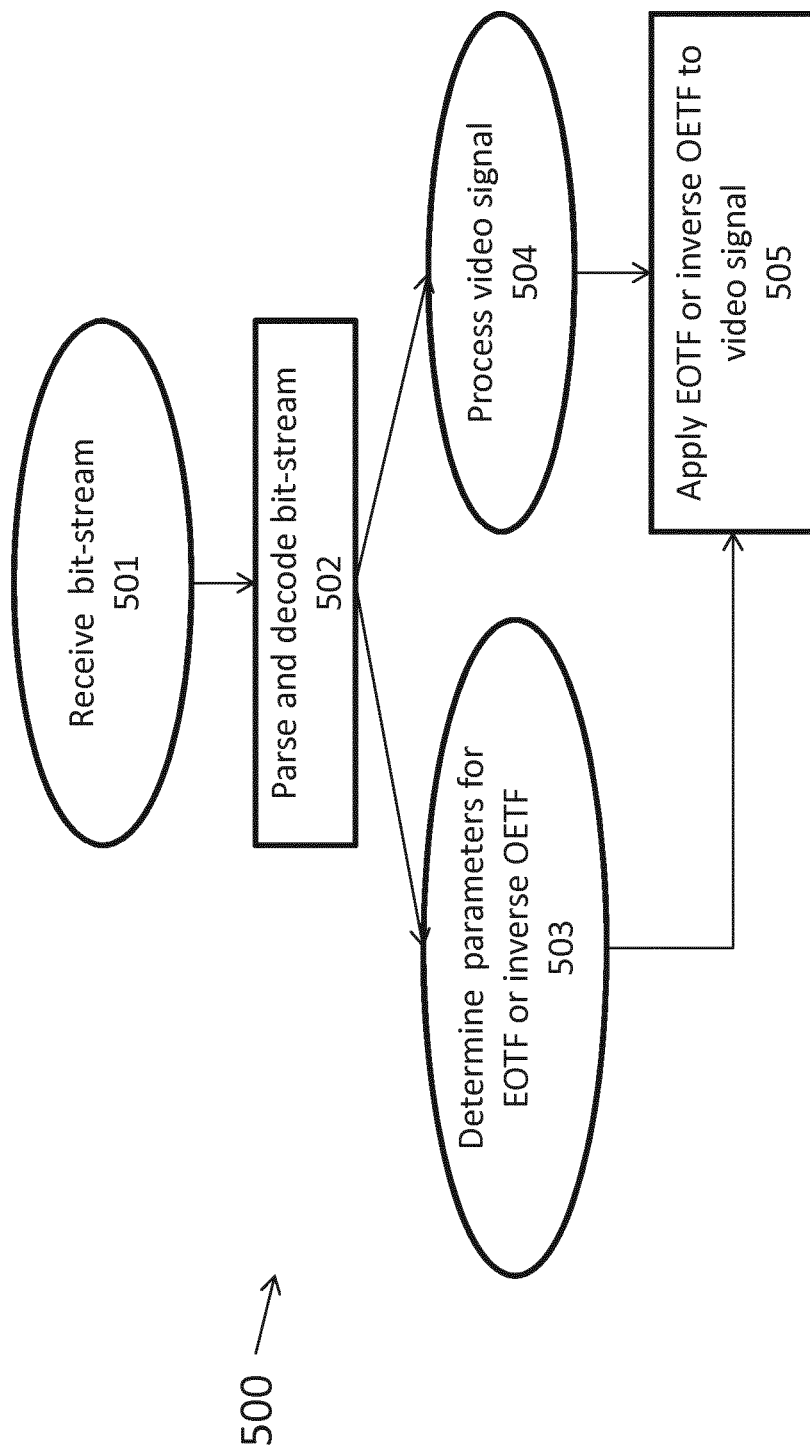 500
Receive bit-stream
501
Parse and decode bit-stream
502
Determine parameters for
EOTF or inverse OETF
503
Process video signal
504
Apply EOTF or inverse OETF to
video signal
505